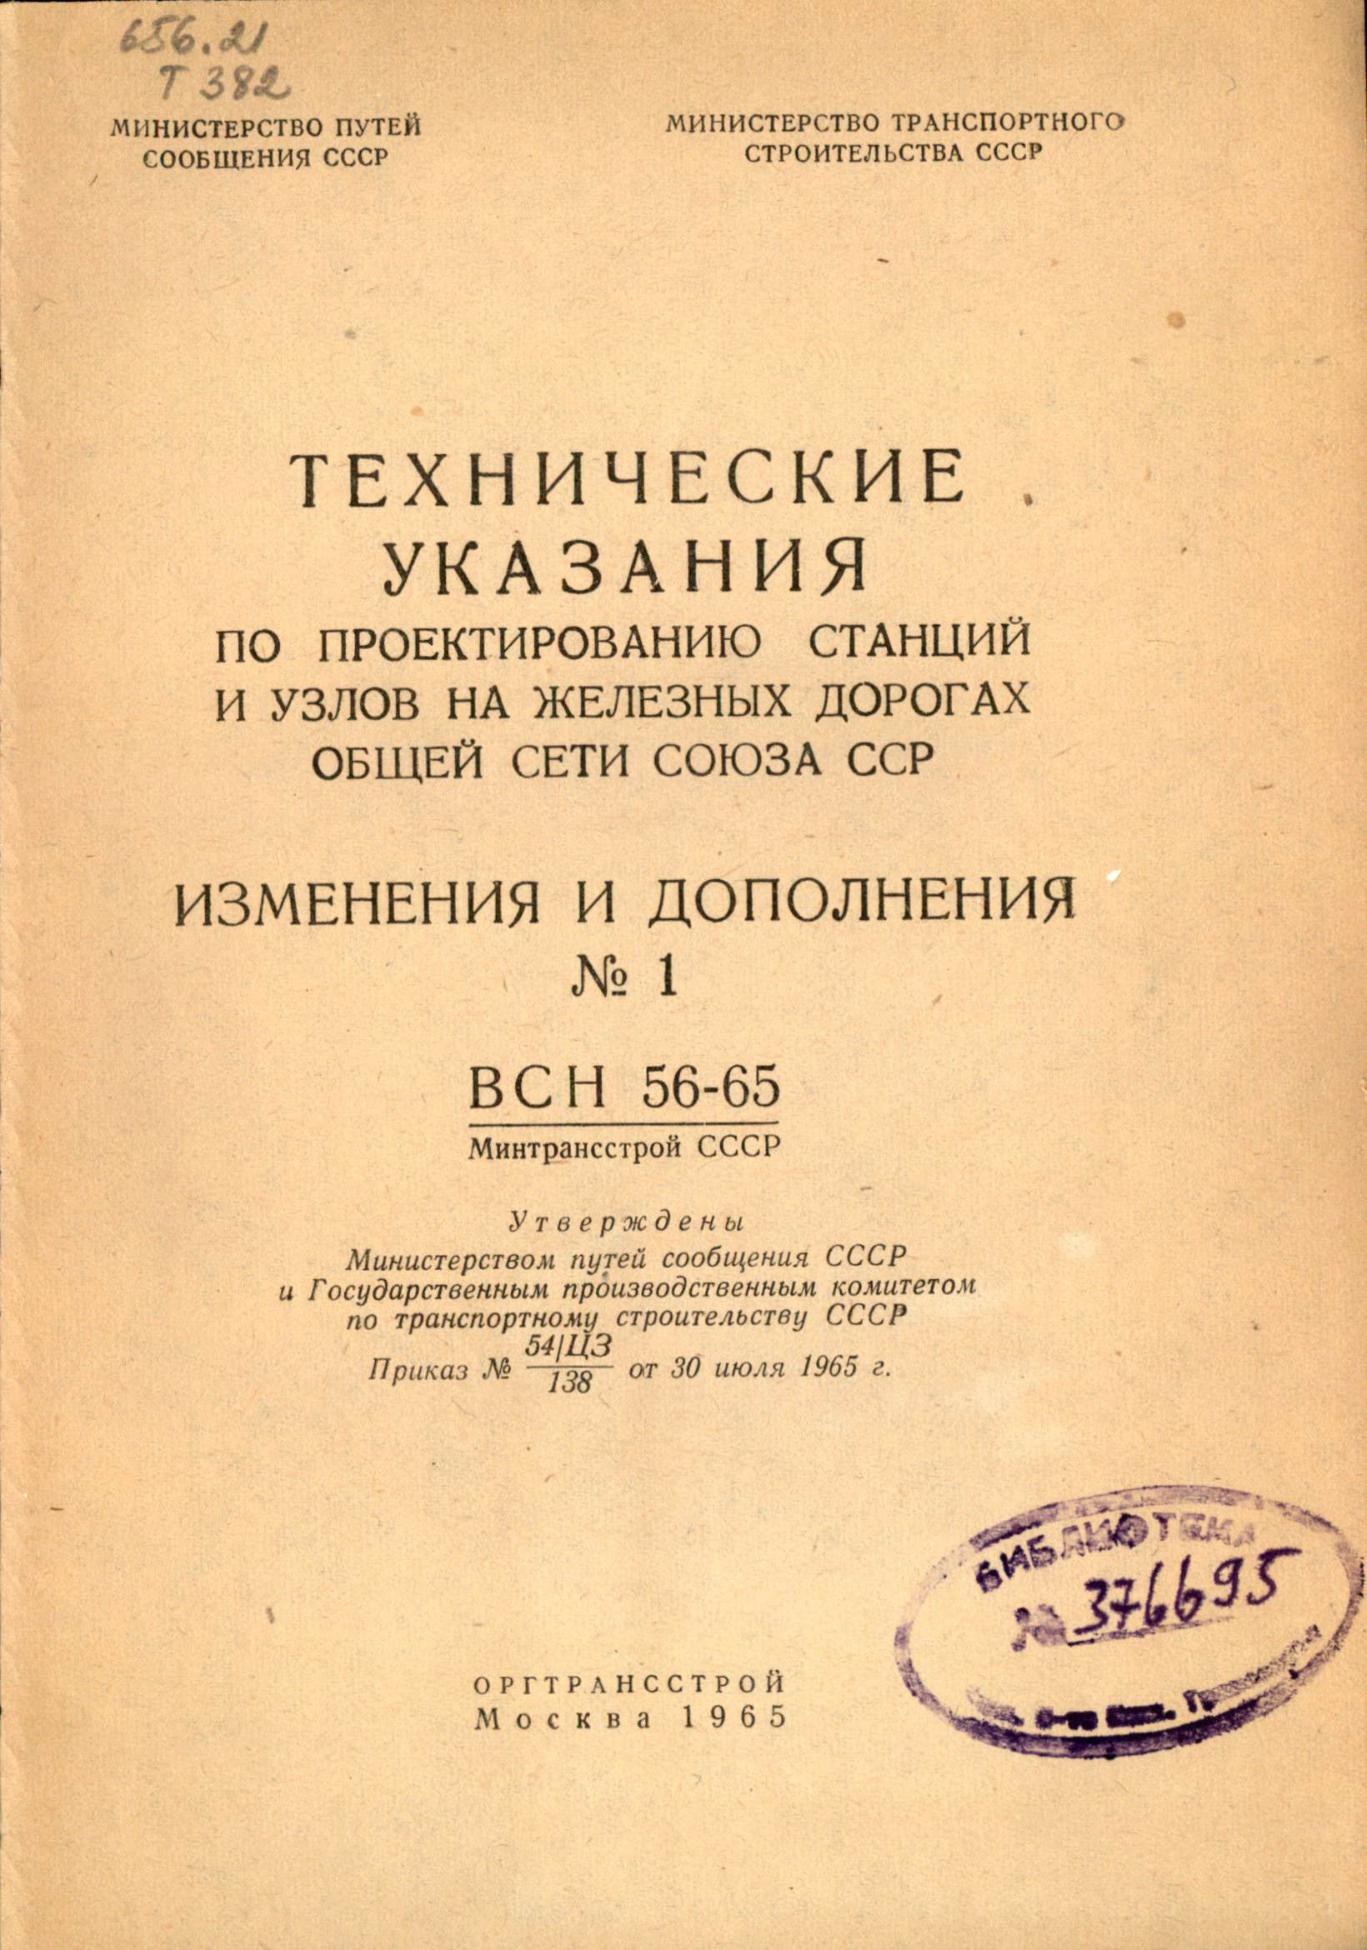 656.21
Т 382
МИНИСТЕРСТВО ПУТЕЙ
СООБЩЕНИЯ СССР
МИНИСТЕРСТВО ТРАНСПОРТНОГО
СТРОИТЕЛЬСТВА СССР
ТЕХНИЧЕСКИЕ
УКАЗАНИЯ
ПО ПРОЕКТИРОВАНИЮ СТАНЦИЙ
И УЗЛОВ НА ЖЕЛЕЗНЫХ ДОРОГАХ
ОБЩЕЙ СЕТИ СОЮЗА ССР
ИЗМЕНЕНИЯ И ДОПОЛНЕНИЯ
№ 1
ВСН 56-65
Минтрансстрой СССР
Утверждены
Министерством путей сообщения СССР
и Государственным производственным комитетом
по транспортному строительству СССР
Приказ № 54/ЦЗ/138 от 30 июля 1965 г.
БИБЛИОТЕКА
№ 376695
ОРГТРАНССТРОЙ
Москва 1965